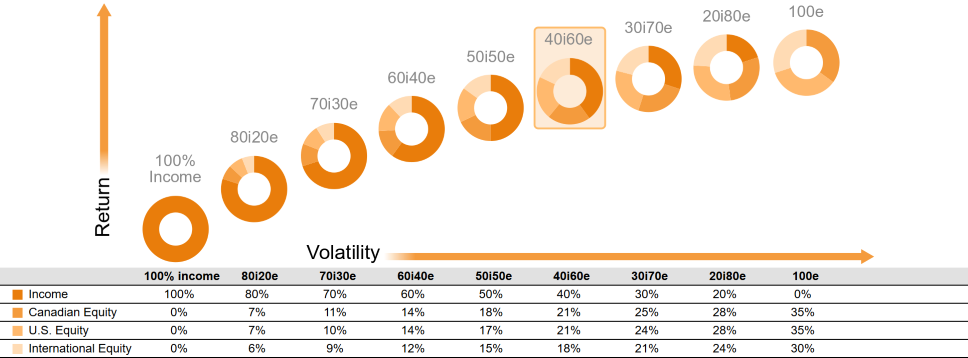 100e
20i80e
30i70e
40i60e
50i50e
60i40e
70i30e
80i20e
100%
Income
Return
Volatility
100% income 80i20e 70i30e 60i40e 50i50e 40i60e 30i70e 20i80e 100e
Income 100% 80% 70% 60% 50% 40% 30% 20% 0%
Canadian Equity 0% 7% 11% 14% 18% 21% 25% 28% 35%
U.S. Equity 0% 7% 10% 14% 17% 21% 24% 28% 35%
International Equity 0% 6% 9% 12% 15% 18% 21% 24% 30%